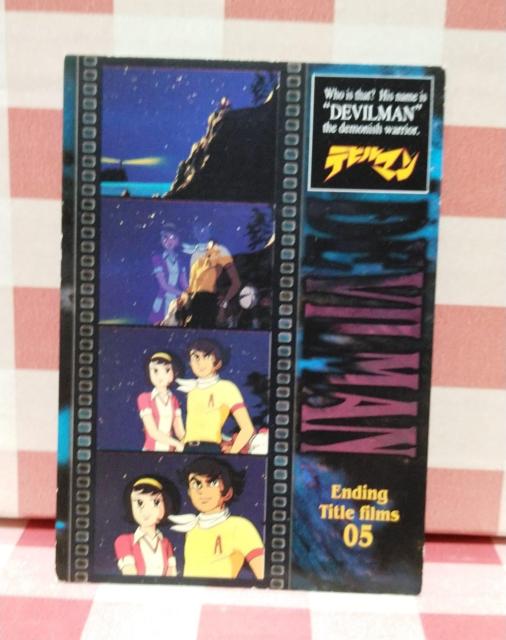 Who is that? His name is
"DEVILMAN"
the demonish warrior.
デビルマン
DEVILMAN
A
A
Ending
Title films
05